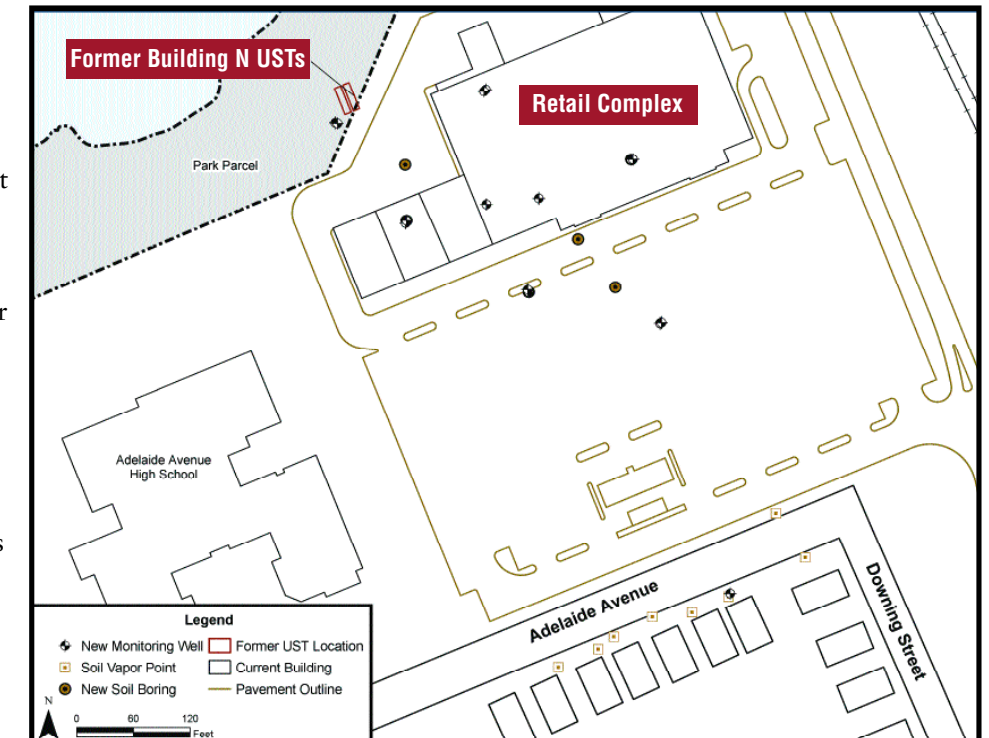 Former Building N USTs
Retail Complex
Park Parcel
t
r
Adelaide Avenue
High School
s
Adelaide Avenue
Downing Street
Legend
New Monitoring Well
Former UST Location
Soil Vapor Point
Current Building
New Soil Boring
Pavement Outline
N
0 60 120
Feet